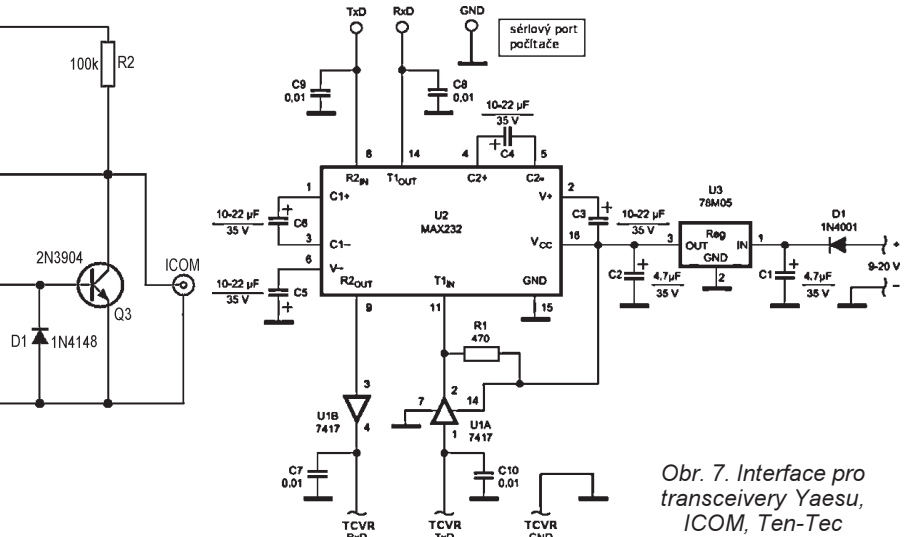 TxD
RxD
GND
sérlový port
počítače
100k
R2
C9
0,01
C8
0,01
10-22 µF
35 V
C4
8
14
4
5
R2IN
T1OUT
C2+
C2-
1
C1+
10-22 µF
35 V
C6
3
C1-
U2
MAX232
V+
2
C3
10-22 µF
35 V
VCC
16
6
V-
10-22 µF
35 V
C5
R2OUT
T1IN
GND
9
11
15
U3
78M05
3
OUT
Reg
IN
1
GND
2
C2
4,7µF
35 V
C1
4,7µF
35 V
D1
1N4001
+
9-20 V
-
2N3904
ICOM
Q3
D1
1N4148
R1
470
3
U1B
7417
4
7
2
14
U1A
7417
1
C7
0,01
C10
0,01
TCVR
RxD
TCVR
TxD
TCVR
GND
Obr. 7. Interface pro
transceivery Yaesu,
ICOM, Ten-Tec